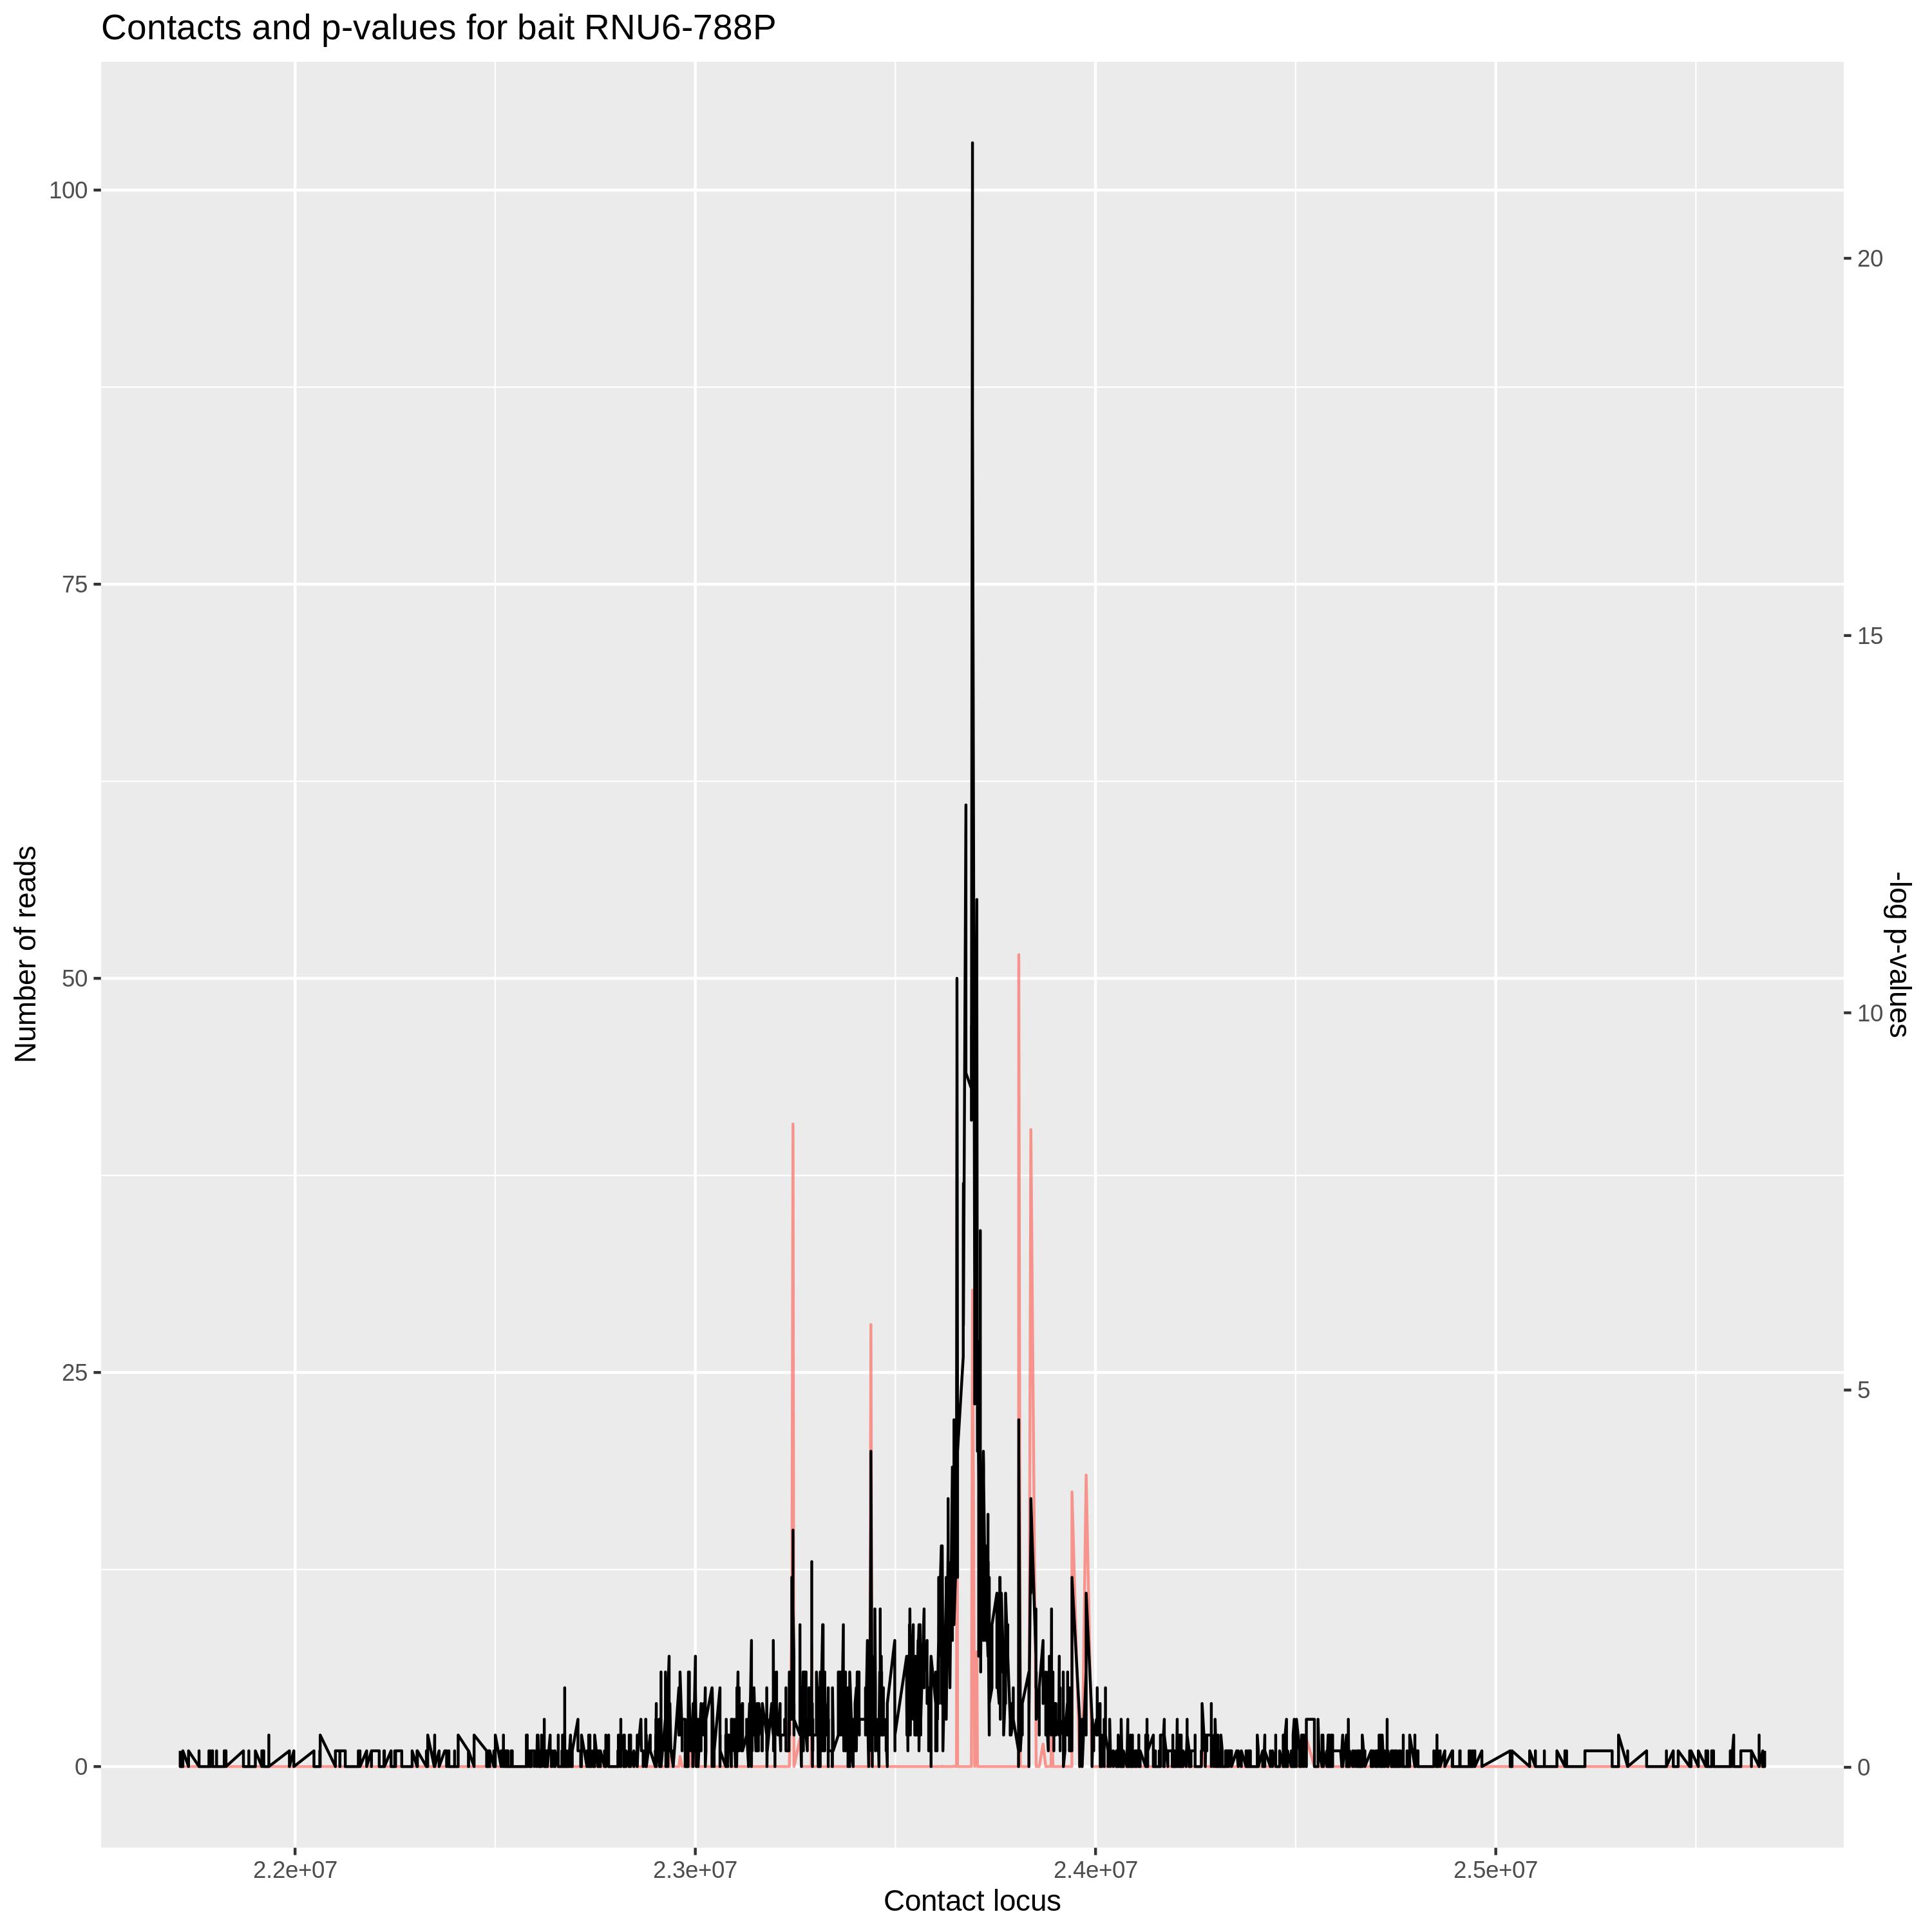 Contacts and p-values for bait RNU6-788P
100
75
50
25
0
Number of reads
20
15
10
5
0
-log p-values
2.2e+07
2.3e+07
2.4e+07
2.5e+07
Contact locus